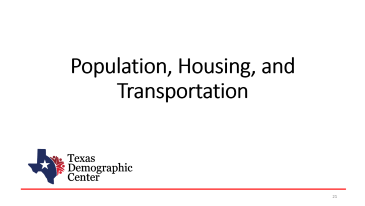 Population, Housing, and
Transportation
Texas
Demographic
Center